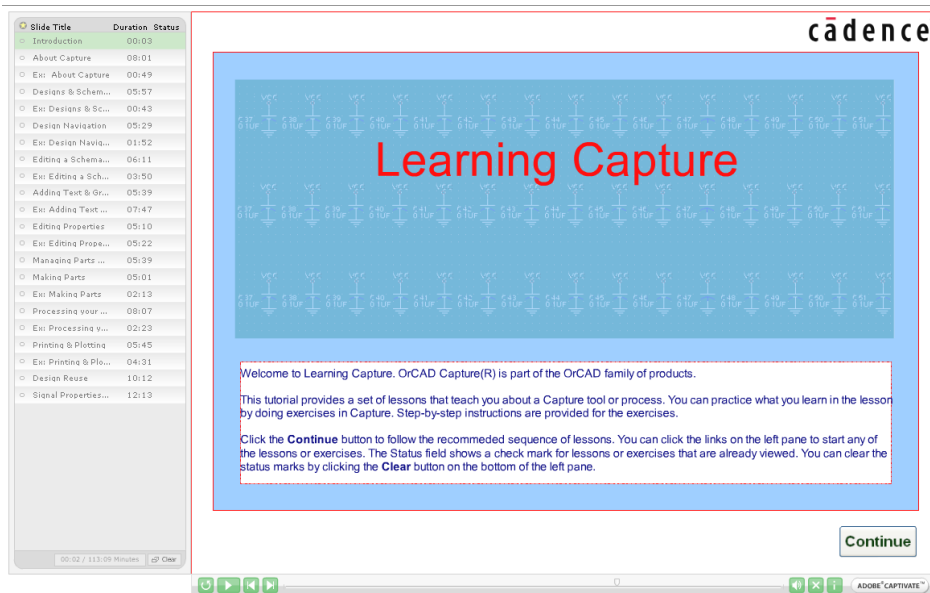 Slide Title Duration Status
Introduction 00:03
About Capture 08:01
Ex: About Capture 00:49
Designs & Schem... 05:57
Ex: Designs & Sc... 00:43
Design Navigation 05:29
Ex: Design Navig... 01:52
Editing a Schema... 06:11
Ex: Editing a Sch... 03:50
Adding Text & Gr... 05:39
Ex: Adding Text ... 07:47
Editing Properties 05:10
Ex: Editing Prope... 05:22
Managing Parts ... 05:39
Making Parts 05:01
Ex: Making Parts 02:13
Processing your ... 08:07
Ex: Processing y... 02:23
Printing & Plotting 05:45
Ex: Printing & Plo... 04:31
Design Reuse 10:12
Signal Properties... 12:13
00:02 / 113:09 Minutes Clear
cādence
Learning Capture
Welcome to Learning Capture. OrCAD Capture(R) is part of the OrCAD family of products.
This tutorial provides a set of lessons that teach you about a Capture tool or process. You can practice what you learn in the lesson
by doing exercises in Capture. Step-by-step instructions are provided for the exercises.
Click the Continue button to follow the recommeded sequence of lessons. You can click the links on the left pane to start any of
the lessons or exercises. The Status field shows a check mark for lessons or exercises that are already viewed. You can clear the
status marks by clicking the Clear button on the bottom of the left pane.
Continue
ADOBE® CAPTIVATE™